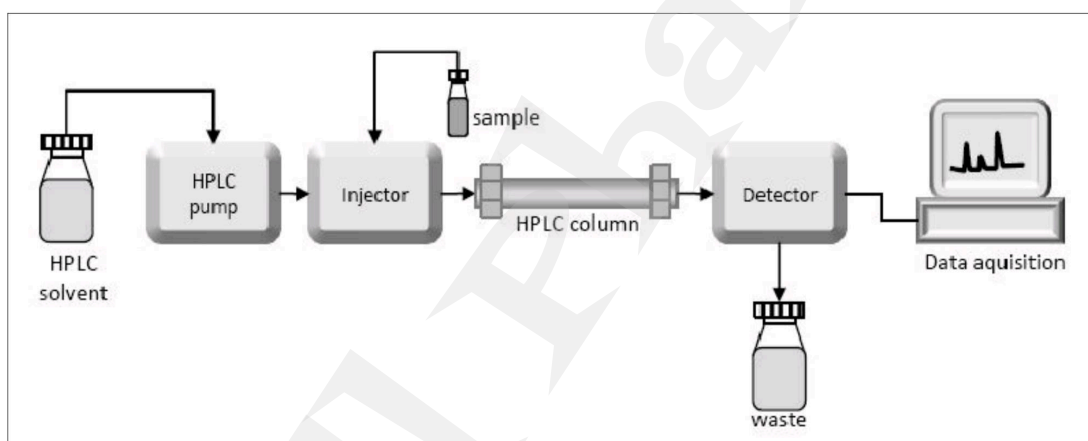 sample
HPLC
pump
Injector
Detector
HPLC column
HPLC
solvent
Data aquisition
waste